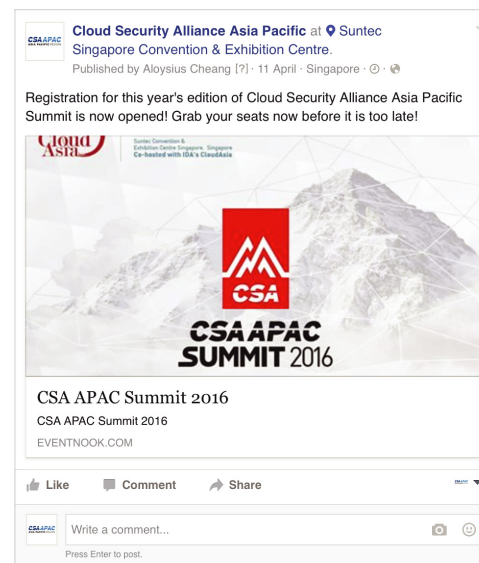 CSAAPAC
Cloud Security Alliance Asia Pacific at Suntec
Singapore Convention & Exhibition Centre.
Published by Aloysius Cheang [?] · 11 April · Singapore ·
Registration for this year's edition of Cloud Security Alliance Asia Pacific
Summit is now opened! Grab your seats now before it is too late!
Cloud
Asia
Suntec Convention &
Exhibition Centre Singapore, Singapore
Co-hosted with IDA's CloudAsia
CSA
CSA APAC
SUMMIT 2016
CSA APAC Summit 2016
CSA APAC Summit 2016
EVENTNOOK.COM
Like Comment Share
CSAAPAC
Write a comment...
Press Enter to post.